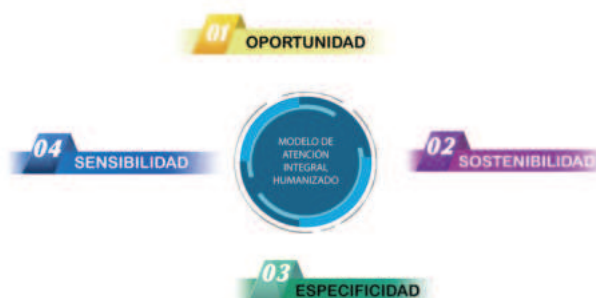 01 OPORTUNIDAD
04 SENSIBILIDAD
MODELO DE
ATENCIÓN
INTEGRAL
HUMANIZADO
02 SOSTENIBILIDAD
03 ESPECIFICIDAD